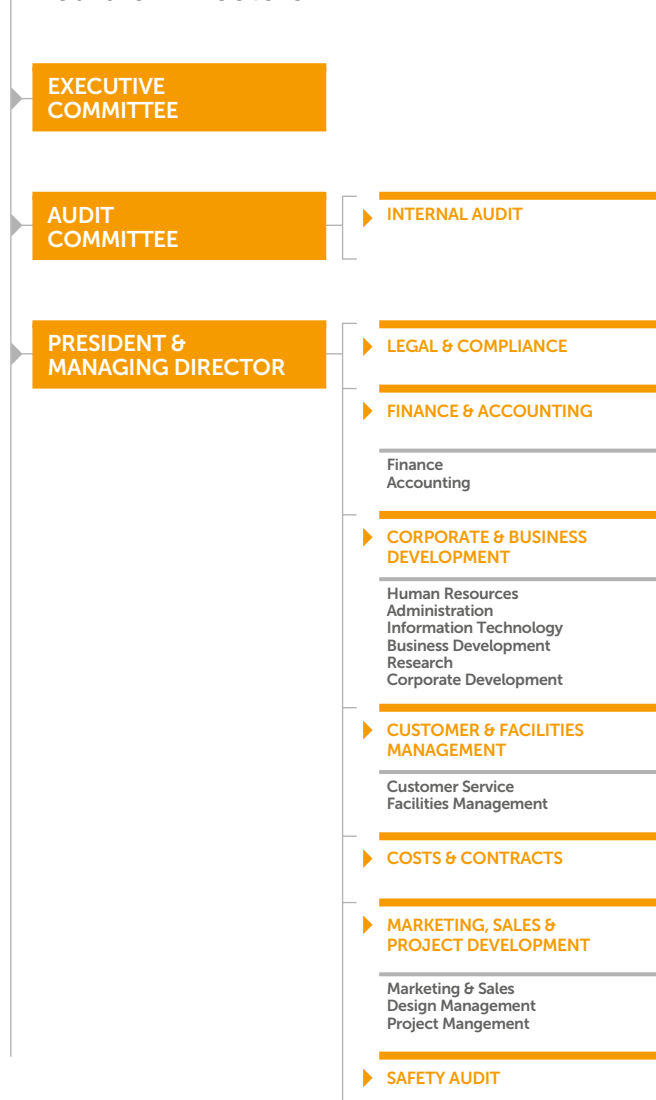 EXECUTIVE
COMMITTEE
AUDIT
COMMITTEE
INTERNAL AUDIT
PRESIDENT &
MANAGING DIRECTOR
LEGAL & COMPLIANCE
FINANCE & ACCOUNTING
Finance
Accounting
CORPORATE & BUSINESS
DEVELOPMENT
Human Resources
Administration
Information Technology
Business Development
Research
Corporate Development
CUSTOMER & FACILITIES
MANAGEMENT
Customer Service
Facilities Management
COSTS & CONTRACTS
MARKETING, SALES &
PROJECT DEVELOPMENT
Marketing & Sales
Design Management
Project Mangement
SAFETY AUDIT